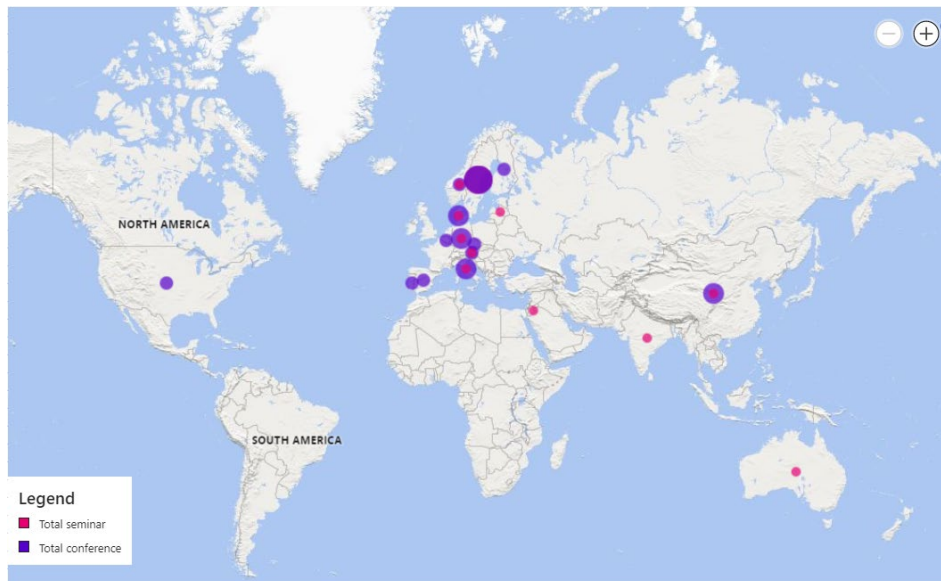 NORTH AMERICA
SOUTH AMERICA
Legend
Total seminar
Total conference